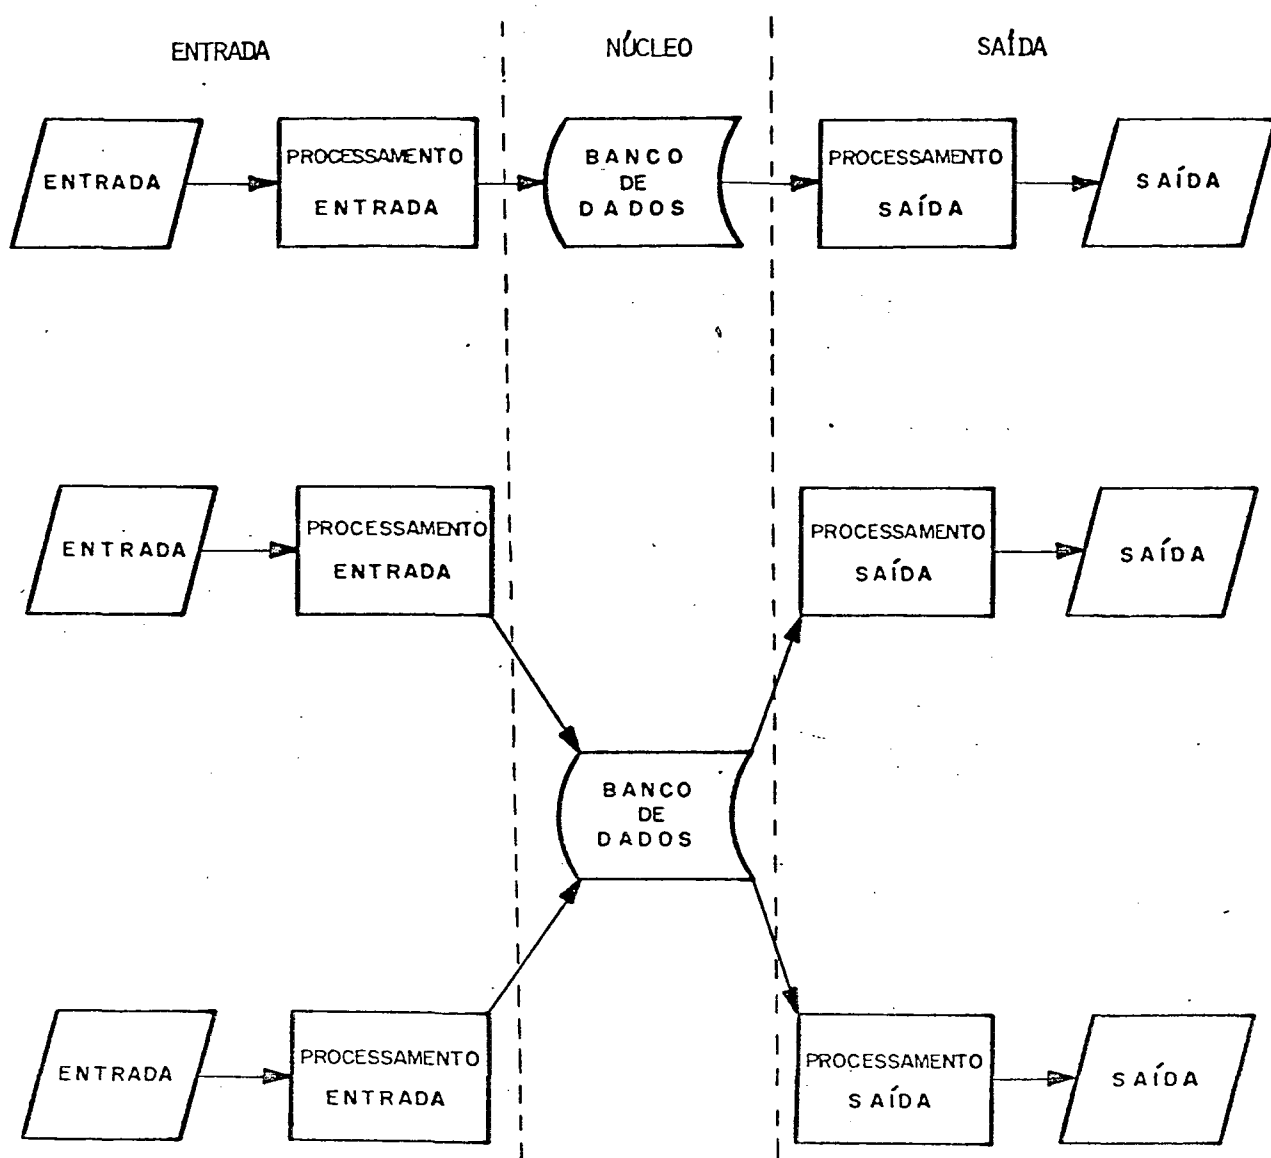 ENTRADA
NÚCLEO
SAÍDA
ENTRADA
PROCESSAMENTO
ENTRADA
BANCO
DE
DADOS
PROCESSAMENTO
SAÍDA
SAÍDA
ENTRADA
PROCESSAMENTO
ENTRADA
PROCESSAMENTO
SAÍDA
SAÍDA
BANCO
DE
DADOS
ENTRADA
PROCESSAMENTO
ENTRADA
PROCESSAMENTO
SAÍDA
SAÍDA